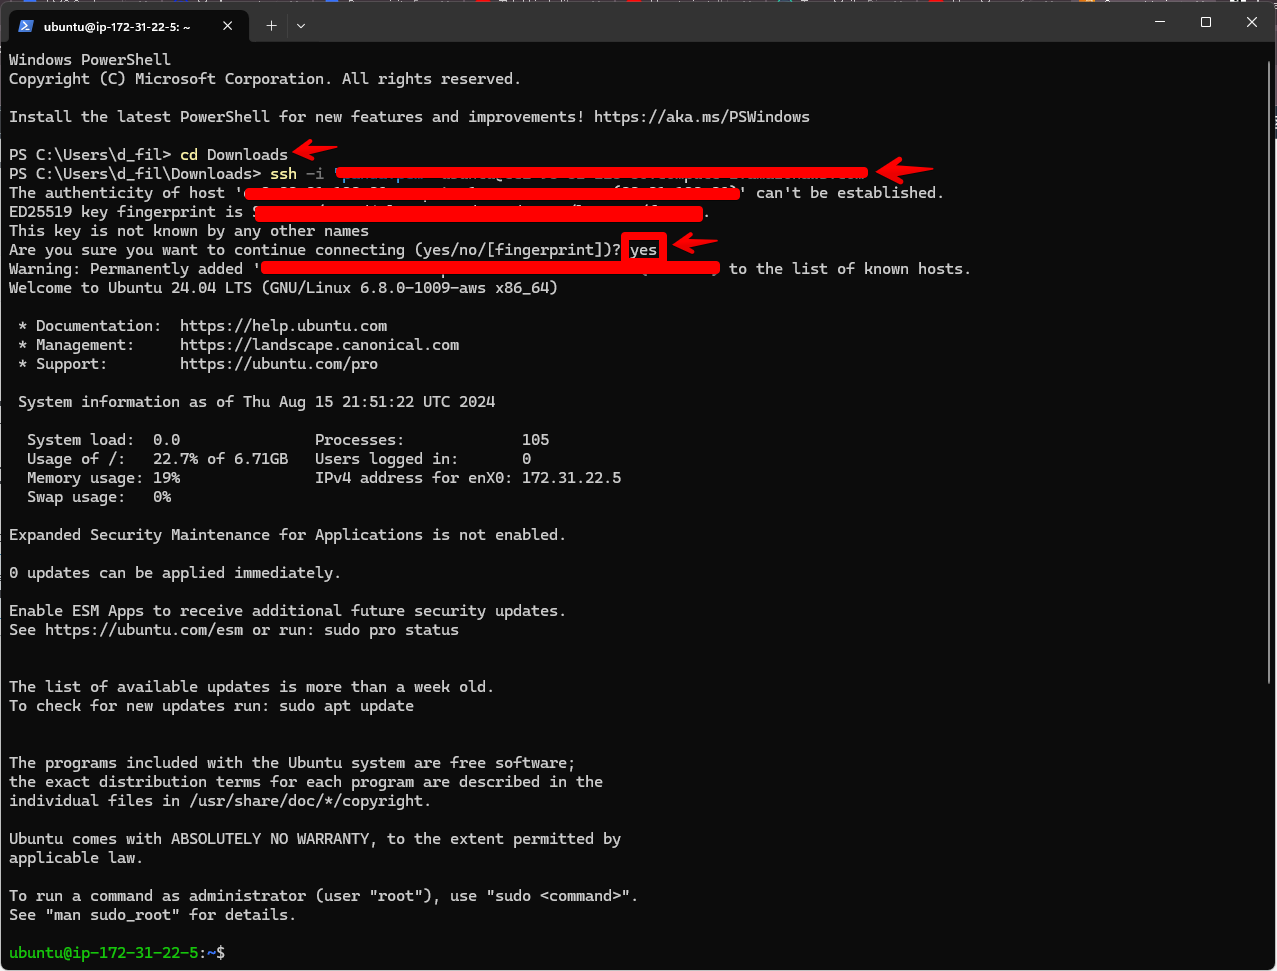 ubuntu@ip-172-31-22-5: ~
Windows PowerShell
Copyright (C) Microsoft Corporation. All rights reserved.
Install the latest PowerShell for new features and improvements! https://aka.ms/PSWindows
PS C:\Users\d_fil> cd Downloads
PS C:\Users\d_fil\Downloads> ssh -i
The authenticity of host ' ' can't be established.
ED25519 key fingerprint is .
This key is not known by any other names
Are you sure you want to continue connecting (yes/no/[fingerprint])? yes
Warning: Permanently added ' to the list of known hosts.
Welcome to Ubuntu 24.04 LTS (GNU/Linux 6.8.0-1009-aws x86_64)
* Documentation: https://help.ubuntu.com
* Management: https://landscape.canonical.com
* Support: https://ubuntu.com/pro
System information as of Thu Aug 15 21:51:22 UTC 2024
System load: 0.0 Processes: 105
Usage of /: 22.7% of 6.71GB Users logged in: 0
Memory usage: 19% IPv4 address for enX0: 172.31.22.5
Swap usage: 0%
Expanded Security Maintenance for Applications is not enabled.
0 updates can be applied immediately.
Enable ESM Apps to receive additional future security updates.
See https://ubuntu.com/esm or run: sudo pro status
The list of available updates is more than a week old.
To check for new updates run: sudo apt update
The programs included with the Ubuntu system are free software;
the exact distribution terms for each program are described in the
individual files in /usr/share/doc/*/copyright.
Ubuntu comes with ABSOLUTELY NO WARRANTY, to the extent permitted by
applicable law.
To run a command as administrator (user "root"), use "sudo <command>".
See "man sudo_root" for details.
ubuntu@ip-172-31-22-5:~$